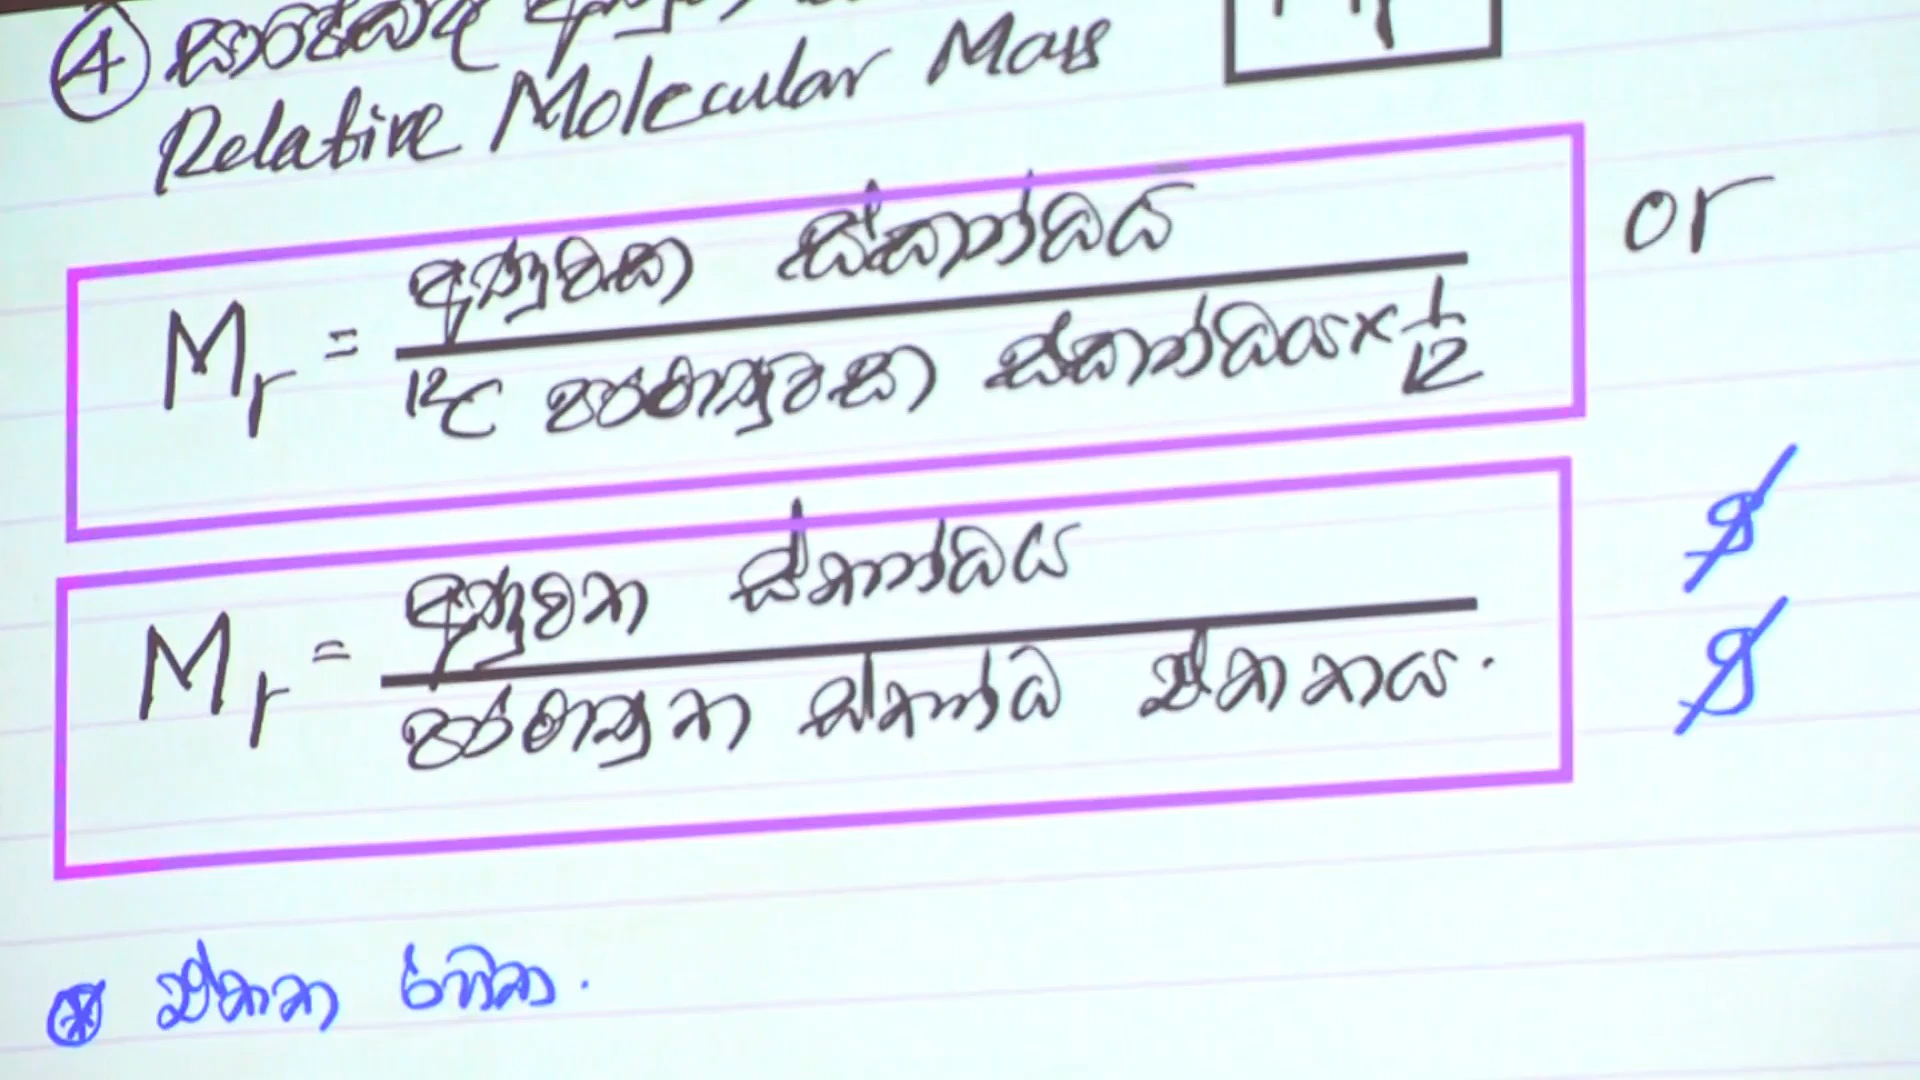 ④ සාපේක්ෂ අණුක
Mr
Relative Molecular Mass
Mr = අණුවක ස්කන්ධය / ¹²C පරමාණුවක ස්කන්ධය × 1/12
or
Mr = අණුවක ස්කන්ධය / පරමාණුක ස්කන්ධ ඒකකය.
* ඒකක රහිත.